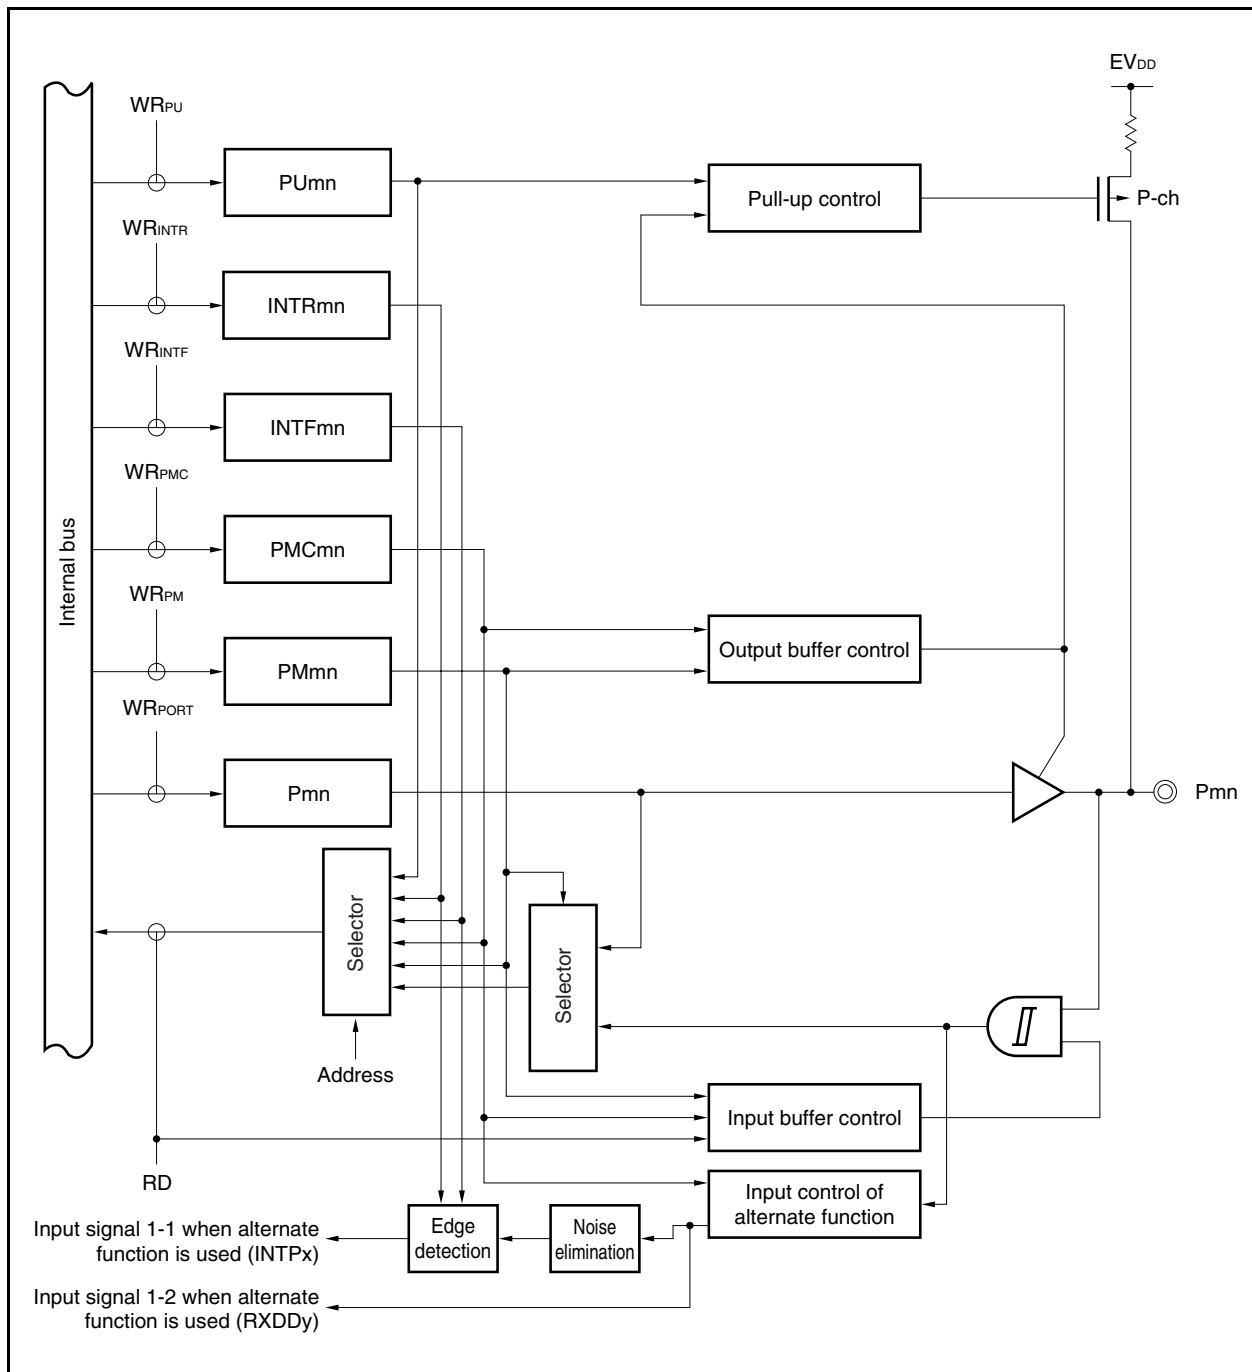 EVDD
WRPU
PUmn
Pull-up control
P-ch
WRINTR
INTRmn
WRINTF
INTFmn
WRPMC
PMCmn
Internal bus
WRPM
PMmn
Output buffer control
WRPORT
Pmn
Pmn
Selector
Selector
Address
Input buffer control
RD
Input control of
alternate function
Edge
detection
Noise
elimination
Input signal 1-1 when alternate
function is used (INTPx)
Input signal 1-2 when alternate
function is used (RXDDy)